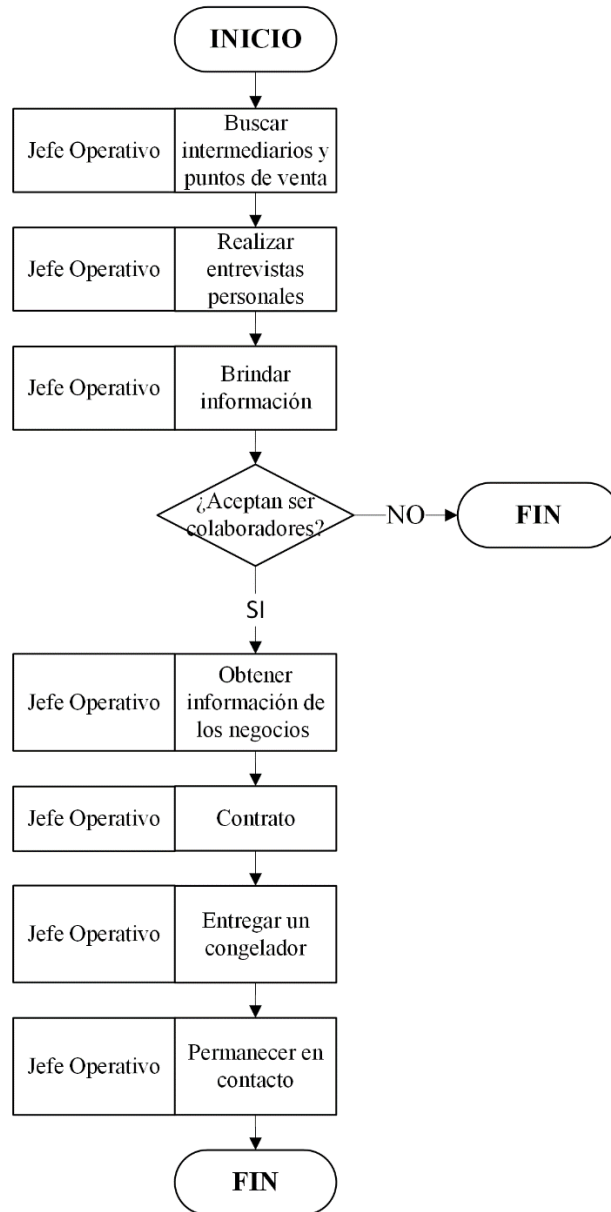 INICIO
Jefe Operativo
Buscar
intermediarios y
puntos de venta
Jefe Operativo
Realizar
entrevistas
personales
Jefe Operativo
Brindar
información
¿Aceptan ser
colaboradores?
NO
FIN
SI
Jefe Operativo
Obtener
información de
los negocios
Jefe Operativo
Contrato
Jefe Operativo
Entregar un
congelador
Jefe Operativo
Permanecer en
contacto
FIN